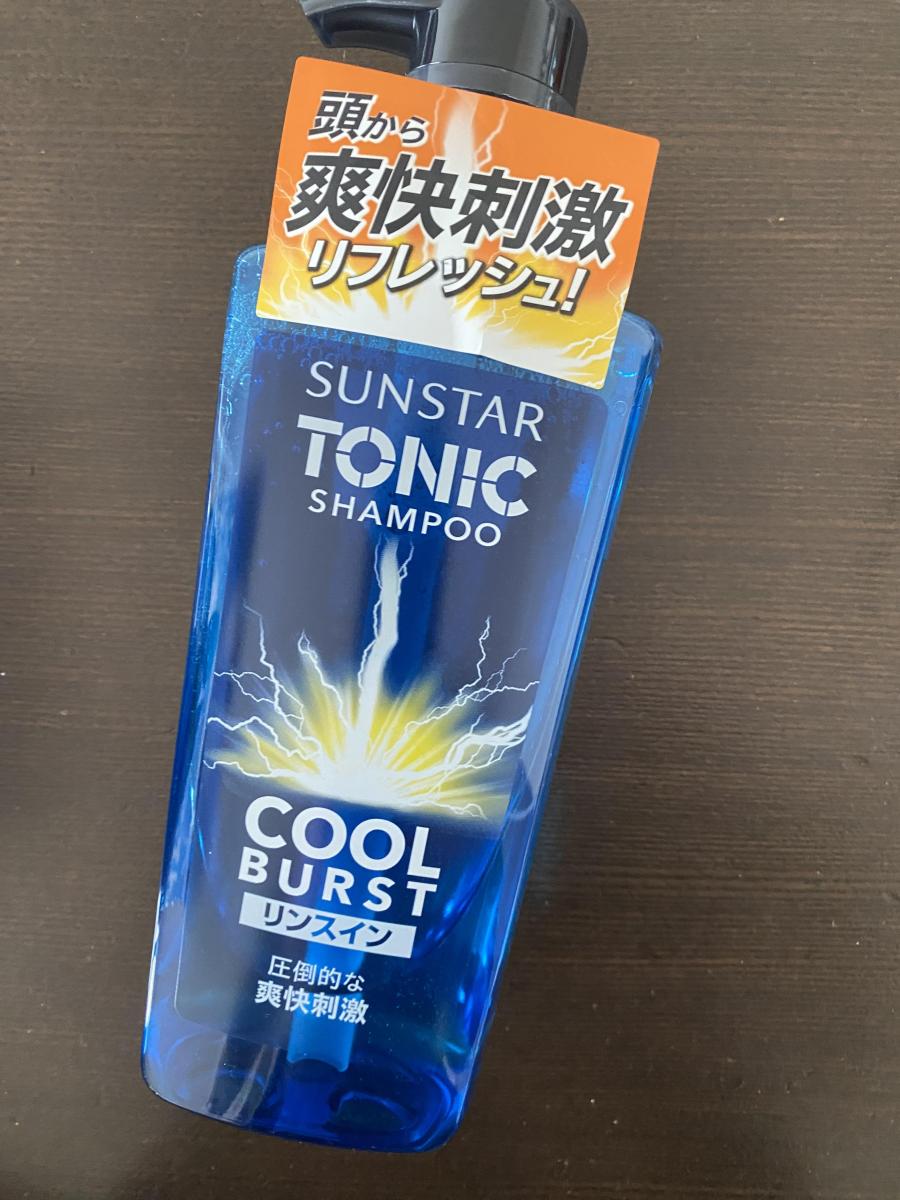 頭から
爽快刺激
リフレッシュ!
SUNSTAR
TONIC
SHAMPOO
COOL
BURST
リンスイン
圧倒的な
爽快刺激